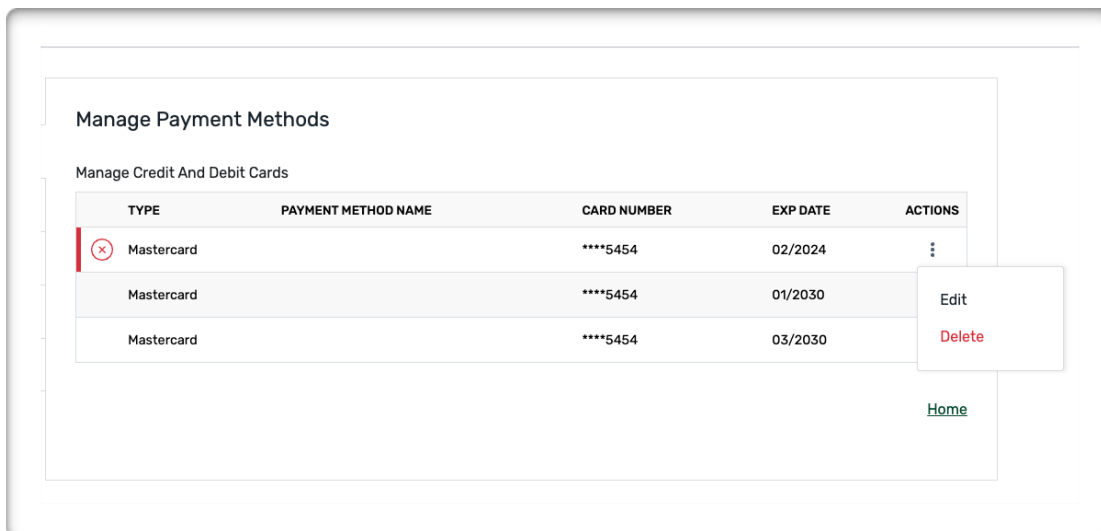 Manage Payment Methods
Manage Credit And Debit Cards
TYPE PAYMENT METHOD NAME CARD NUMBER EXP DATE ACTIONS
Mastercard ****5454 02/2024
Mastercard ****5454 01/2030
Edit
Mastercard ****5454 03/2030
Delete
Home